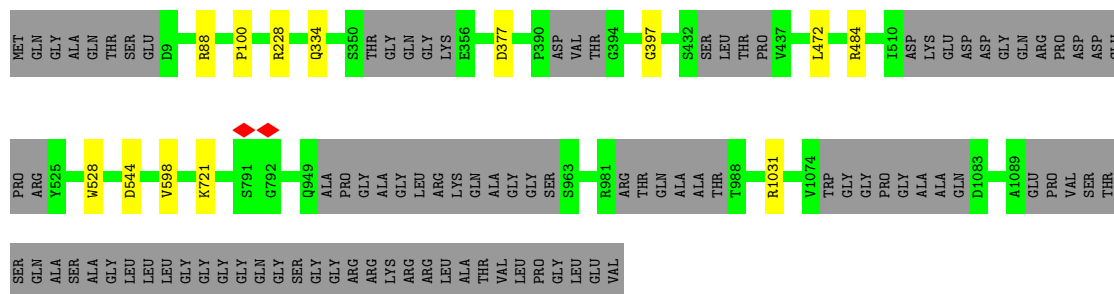 MET GLN GLY ALA GLN THR SER GLU D9 R88 P100 R228 Q334 S350 THR GLY GLN GLY LYS E356 D377 P390 ASP VAL THR G394 G397 S432 SER LEU THR PRO V437 L472 R484 I510 ASP LYS GLU ASP ASP GLY GLN ARG PRO ASP ASP GLU
PRO ARG Y525 W528 D544 V598 K721 S791 G792 Q949 ALA PRO GLY ALA GLY LEU ARG LYS GLN ALA GLY GLY SER S963 R981 ARG THR GLN ALA ALA THR T988 R1031 V1074 TRP GLY GLY PRO GLY ALA ALA GLN D1083 A1089 GLU PRO VAL SER THR
SER GLN ALA SER ALA GLY LEU LEU LEU GLY GLY GLY GLY GLN GLY SER GLY GLY ARG ARG LYS ARG ARG LEU ALA THR VAL LEU PRO GLY LEU GLU VAL